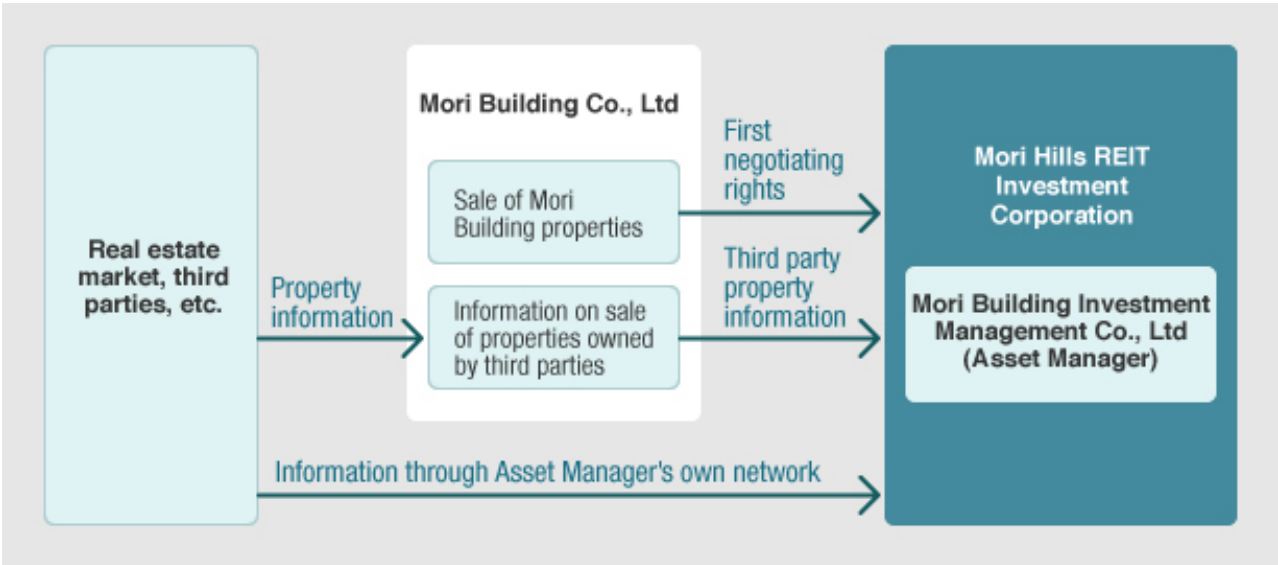 Real estate
market, third
parties, etc.
Property
information
Mori Building Co., Ltd
Sale of Mori
Building properties
Information on sale
of properties owned
by third parties
First
negotiating
rights
Third party
property
information
Mori Hills REIT
Investment
Corporation
Mori Building Investment
Management Co., Ltd
(Asset Manager)
Information through Asset Manager's own network